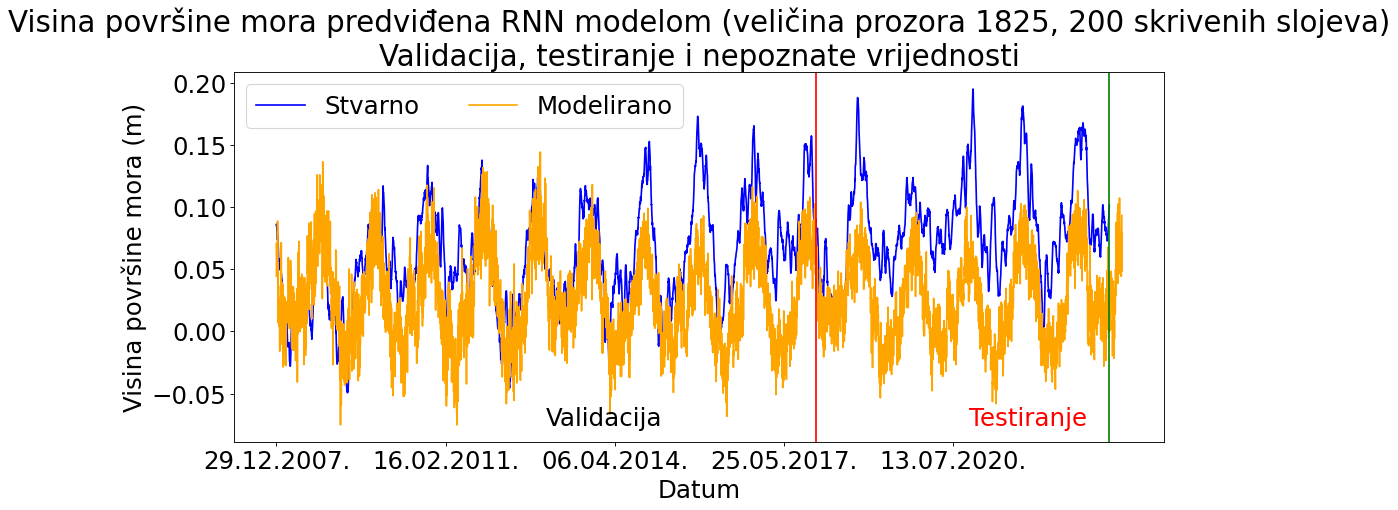 Visina površine mora predviđena RNN modelom (veličina prozora 1825, 200 skrivenih slojeva)
Validacija, testiranje i nepoznate vrijednosti
Stvarno Modelirano
Visina površine mora (m)
0.20
0.15
0.10
0.05
0.00
−0.05
Validacija Testiranje
29.12.2007. 16.02.2011. 06.04.2014. 25.05.2017. 13.07.2020.
Datum